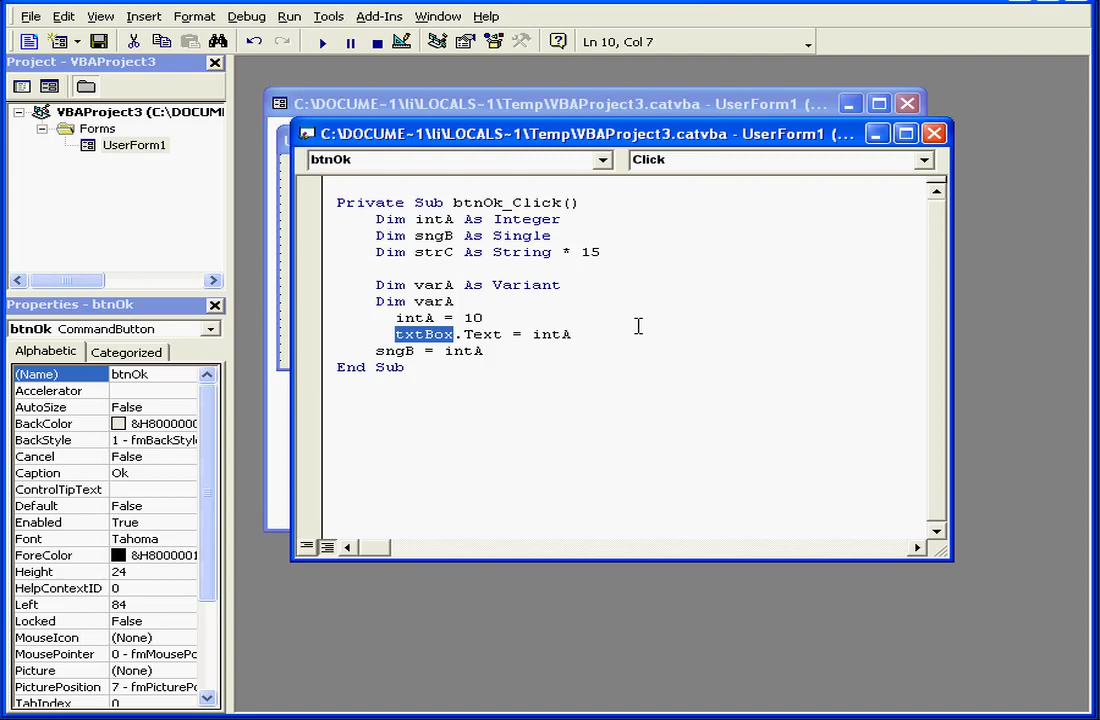 File Edit View Insert Format Debug Run Tools Add-Ins Window Help
Ln 10, Col 7
Project - VBAProject3
VBAProject3 (C:\DOCUMI
Forms
UserForm1
C:\DOCUME~1\li\LOCALS~1\Temp\VBAProject3.catvba - UserForm1 (...
C:\DOCUME~1\li\LOCALS~1\Temp\VBAProject3.catvba - UserForm1 (...
btnOk Click
Private Sub btnOk_Click()
Dim intA As Integer
Dim sngB As Single
Dim strC As String * 15
Dim varA As Variant
Dim varA
intA = 10
txtBox.Text = intA
sngB = intA
End Sub
Properties - btnOk
btnOk CommandButton
Alphabetic Categorized
(Name) btnOk
Accelerator
AutoSize False
BackColor &H800000
BackStyle 1 - fmBackStyl
Cancel False
Caption Ok
ControlTipText
Default False
Enabled True
Font Tahoma
ForeColor &H8000001
Height 24
HelpContextID 0
Left 84
Locked False
MouseIcon (None)
MousePointer 0 - fmMousePo
Picture (None)
PicturePosition 7 - fmPicturePo
TabIndex 0